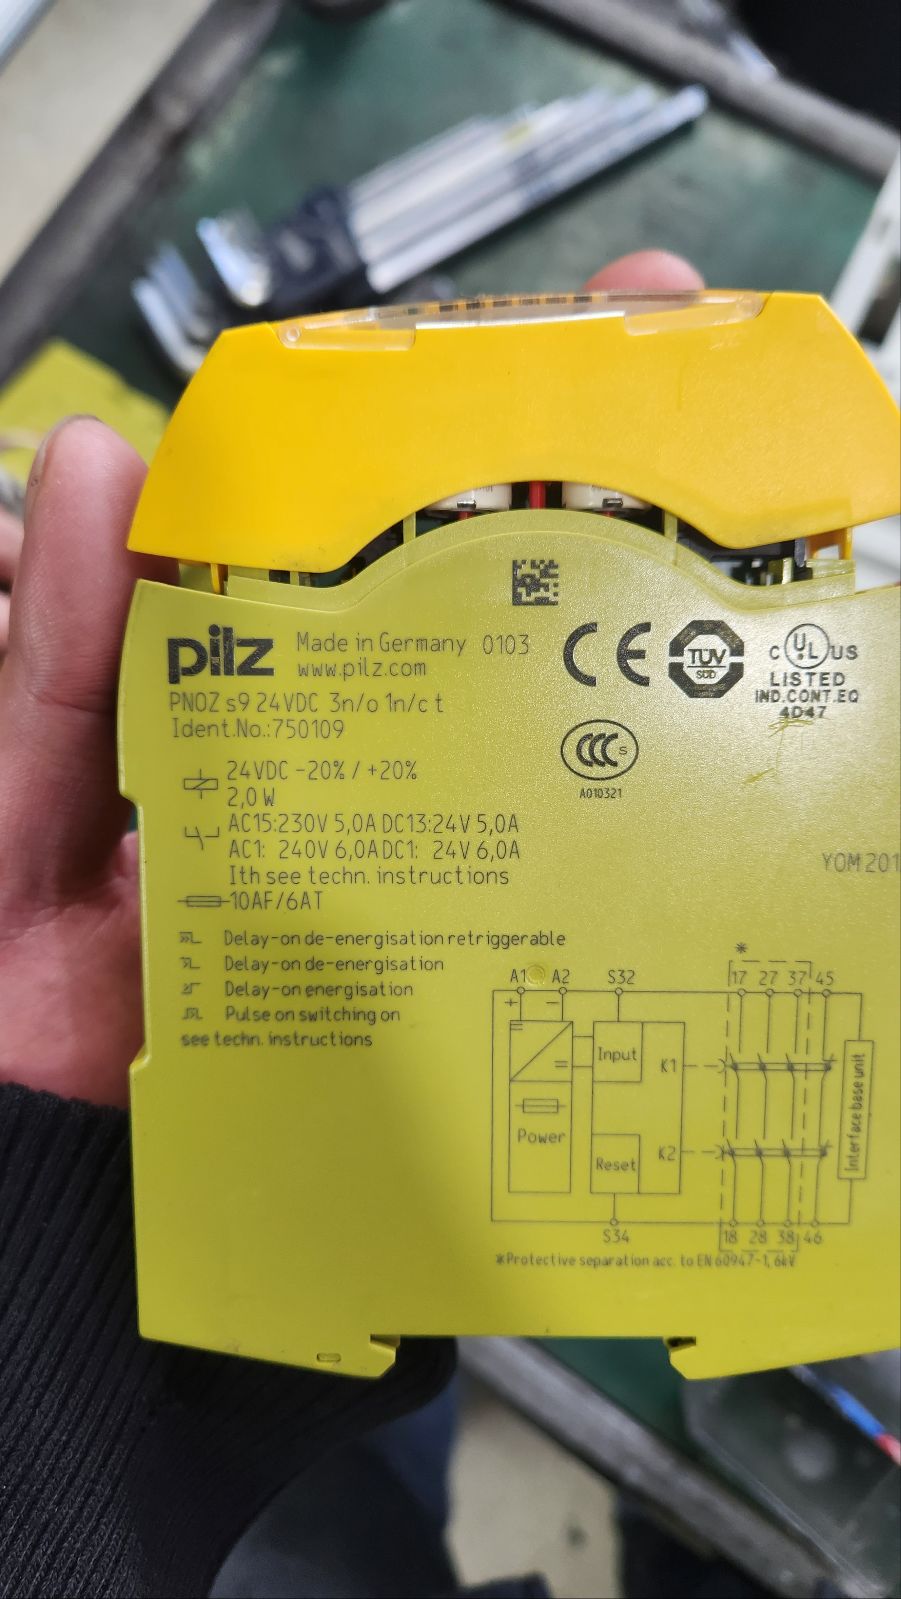 pilz Made in Germany 0103
www.pilz.com
PNOZ s9 24VDC 3n/o 1n/c t
Ident.No.:750109
CE
TÜV
SÜD
C UL US
LISTED
IND.CONT.EQ
4D47
CCC S
A010321
24VDC -20% / +20%
2,0 W
AC15:230V 5,0A DC13:24V 5,0A
AC1: 240V 6,0A DC1: 24V 6,0A
Ith see techn. instructions
10AF/6AT
YOM 201
Delay-on de-energisation retriggerable
Delay-on de-energisation
Delay-on energisation
Pulse on switching on
see techn. instructions
*
A1 A2 S32 17 27 37 45
+ −
Input
K1
Power
K2
Reset
Interface base unit
S34 18 28 38 46
*Protective separation acc. to EN 60947-1, 6kV